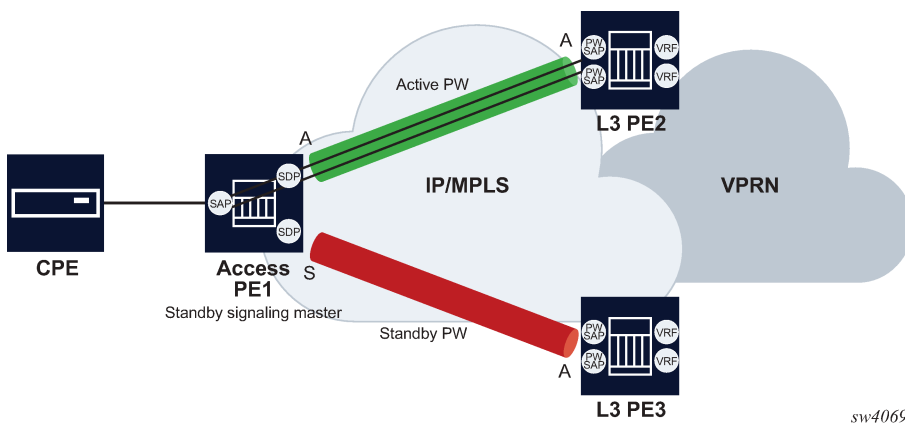 A
PW
SAP
VRF
PW
SAP
VRF
L3 PE2
Active PW
A
SDP
SAP
SDP
IP/MPLS
VPRN
CPE
Access
PE1
S
Standby signaling master
Standby PW
PW
SAP
VRF
PW
SAP
VRF
A
L3 PE3
sw4069